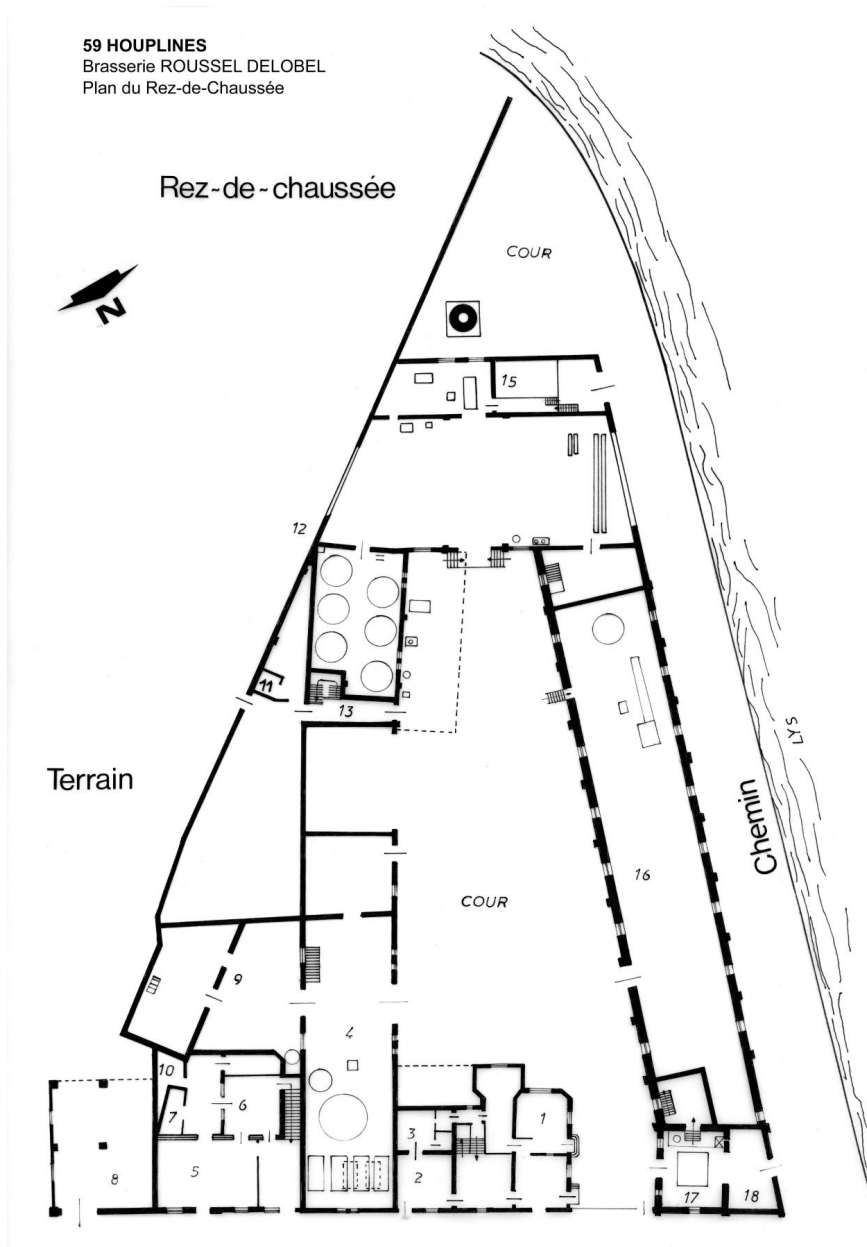 59 HOUPLINES
Brasserie ROUSSEL DELOBEL
Plan du Rez-de-Chaussée
Rez-de-chaussée
COUR
N
15
12
11
13
Terrain
LYS
Chemin
16
COUR
9
4
10
7
6
1
3
5
8
2
17
18